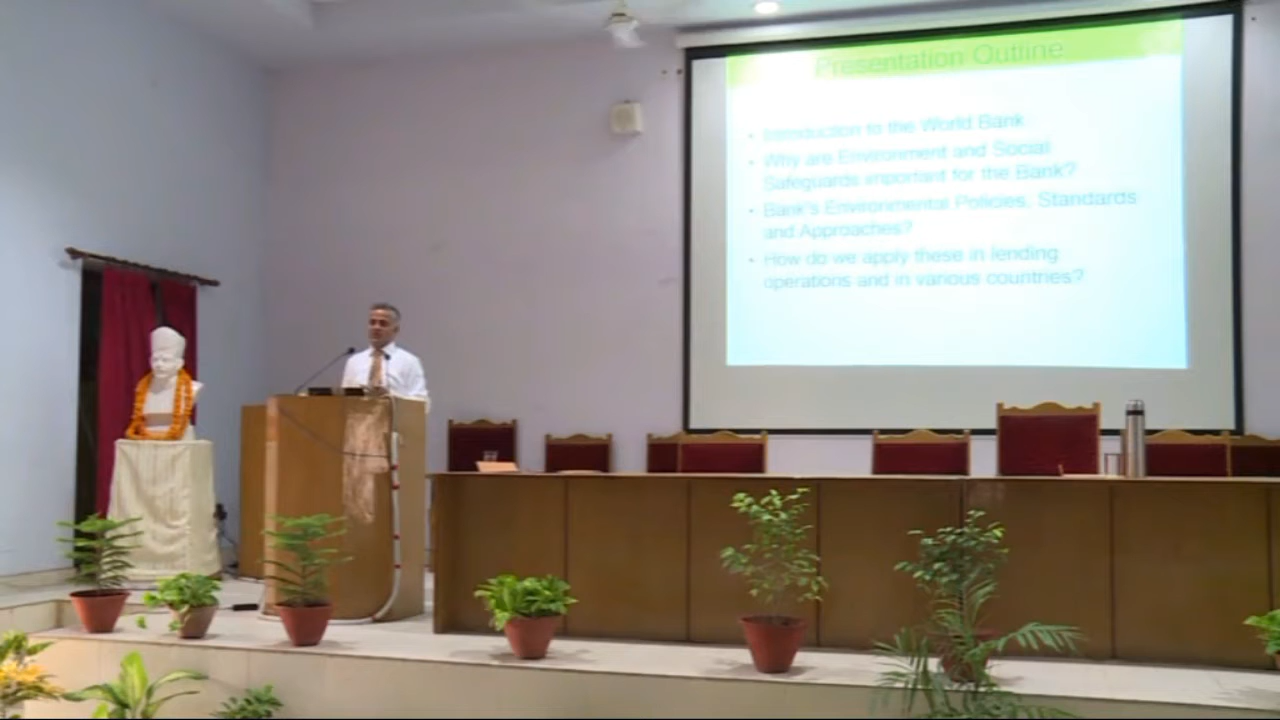 Presentation Outline
• Introduction to the World Bank
• Why are Environment and Social
Safeguards important for the Bank?
• Bank's Environmental Policies, Standards
and Approaches?
• How do we apply these in lending
operations and in various countries?